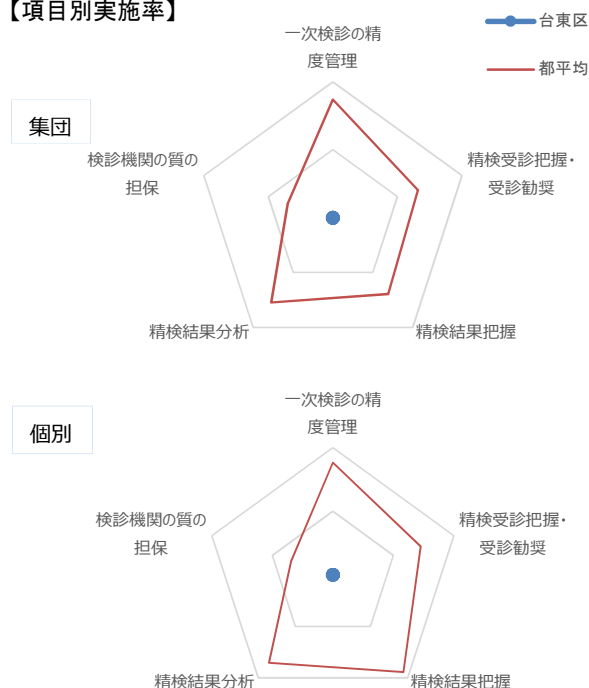 【項目別実施率】
台東区
都平均
集団
一次検診の精
度管理
精検受診把握・
受診勧奨
精検結果把握
精検結果分析
検診機関の質の
担保
個別
一次検診の精
度管理
精検受診把握・
受診勧奨
精検結果把握
精検結果分析
検診機関の質の
担保